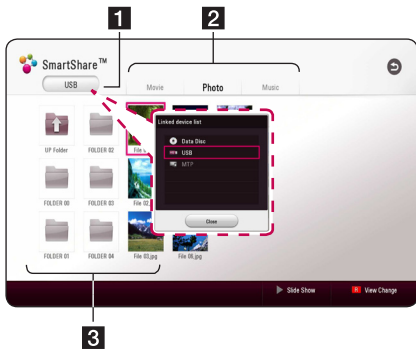 1
2
SmartShare™
USB
Movie
Photo
Music
Linked device list
Data Disc
USB
MTP
Close
UP Folder
FOLDER 02
FOLDER 00
FOLDER 03
File 02.
FOLDER 01
FOLDER 04
File 03.jpg
File 06.jpg
Slide Show
R View Change
3